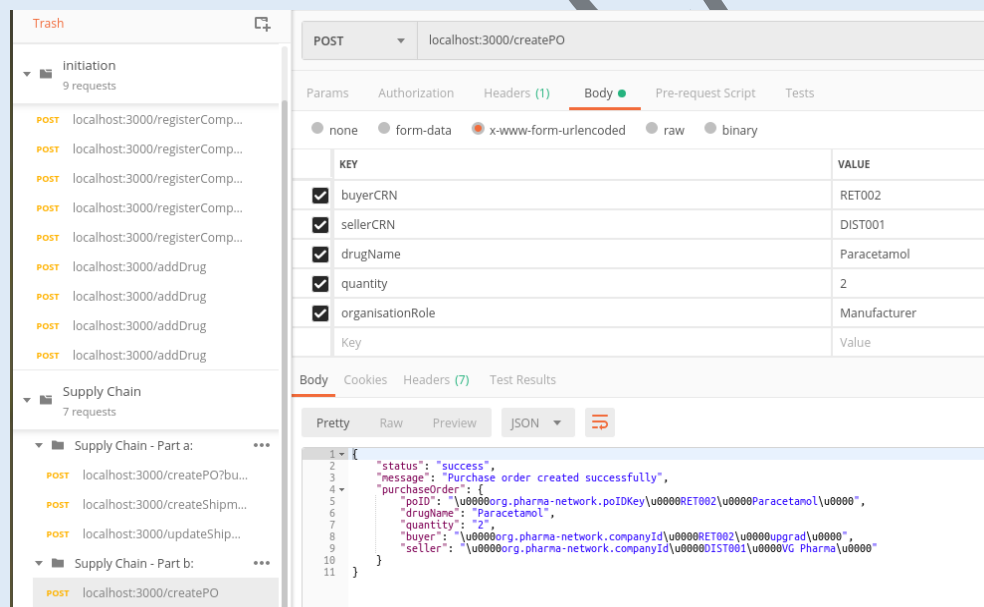 Trash
initiation
9 requests
POST localhost:3000/registerComp...
POST localhost:3000/registerComp...
POST localhost:3000/registerComp...
POST localhost:3000/registerComp...
POST localhost:3000/registerComp...
POST localhost:3000/addDrug
POST localhost:3000/addDrug
POST localhost:3000/addDrug
POST localhost:3000/addDrug
Supply Chain
7 requests
Supply Chain - Part a:
POST localhost:3000/createPO?bu...
POST localhost:3000/createShipm...
POST localhost:3000/updateShip...
Supply Chain - Part b:
POST localhost:3000/createPO
POST localhost:3000/createPO
Params Authorization Headers (1) Body Pre-request Script Tests
none form-data x-www-form-urlencoded raw binary
KEY VALUE
buyerCRN RET002
sellerCRN DIST001
drugName Paracetamol
quantity 2
organisationRole Manufacturer
Key Value
Body Cookies Headers (7) Test Results
Pretty Raw Preview JSON
1 {
2 "status": "success",
3 "message": "Purchase order created successfully",
4 "purchaseOrder": {
5 "poID": "\u0000org.pharma-network.poIDKey\u0000RET002\u0000Paracetamol\u0000",
6 "drugName": "Paracetamol",
7 "quantity": "2",
8 "buyer": "\u0000org.pharma-network.companyId\u0000RET002\u0000upgrad\u0000",
9 "seller": "\u0000org.pharma-network.companyId\u0000DIST001\u0000VG Pharma\u0000"
10 }
11 }